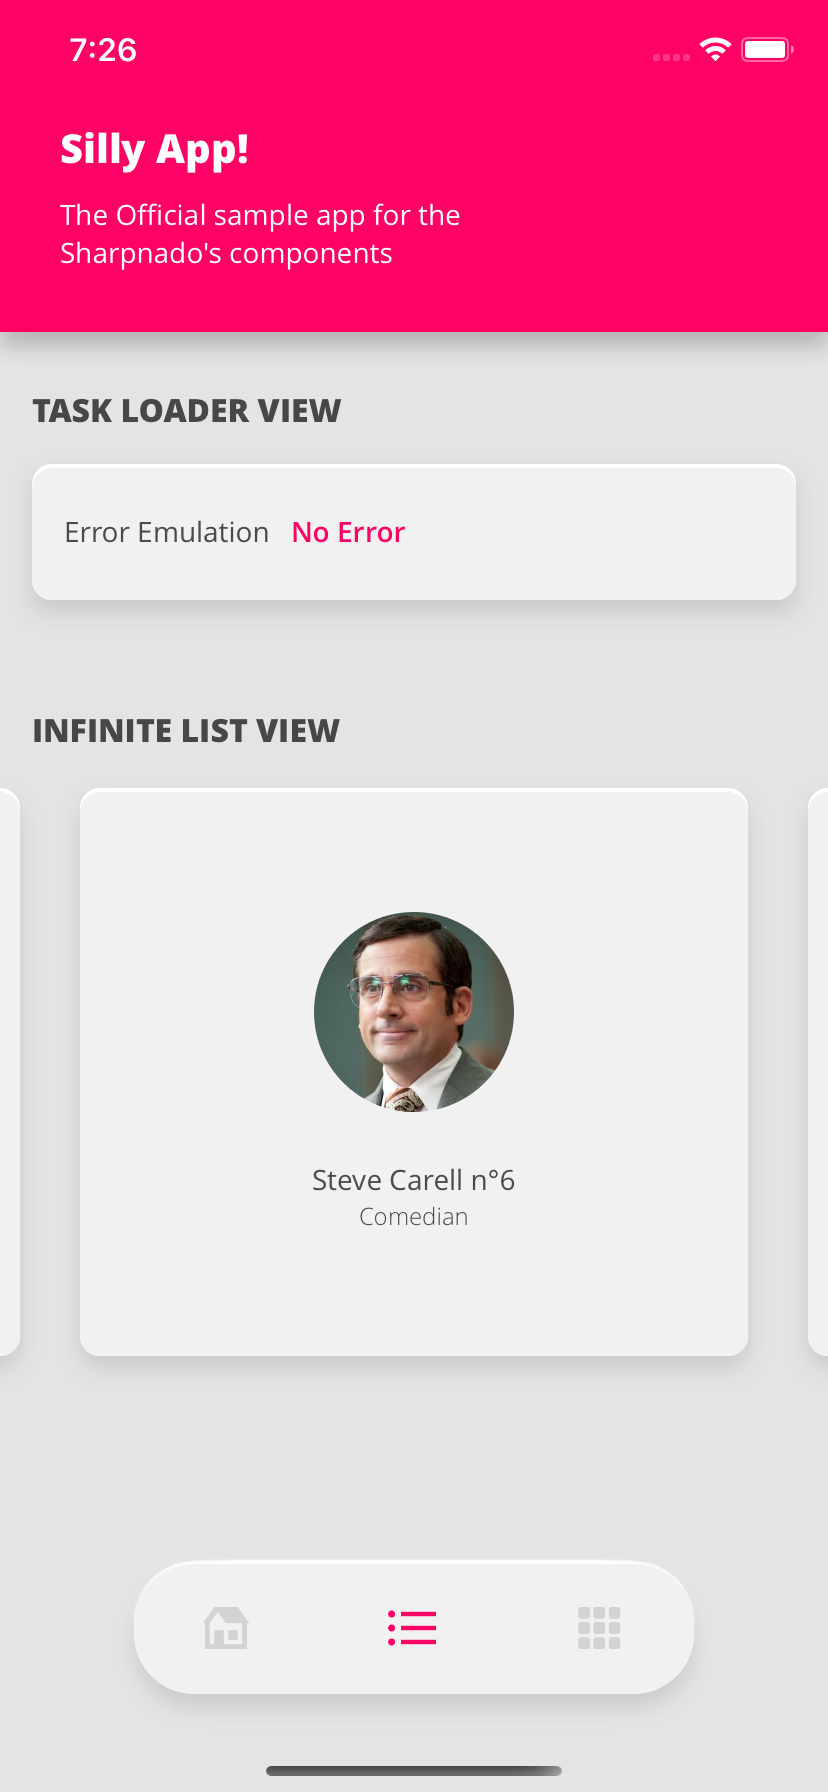 7:26
Silly App!
The Official sample app for the
Sharpnado's components
TASK LOADER VIEW
Error Emulation No Error
INFINITE LIST VIEW
Steve Carell n°6
Comedian